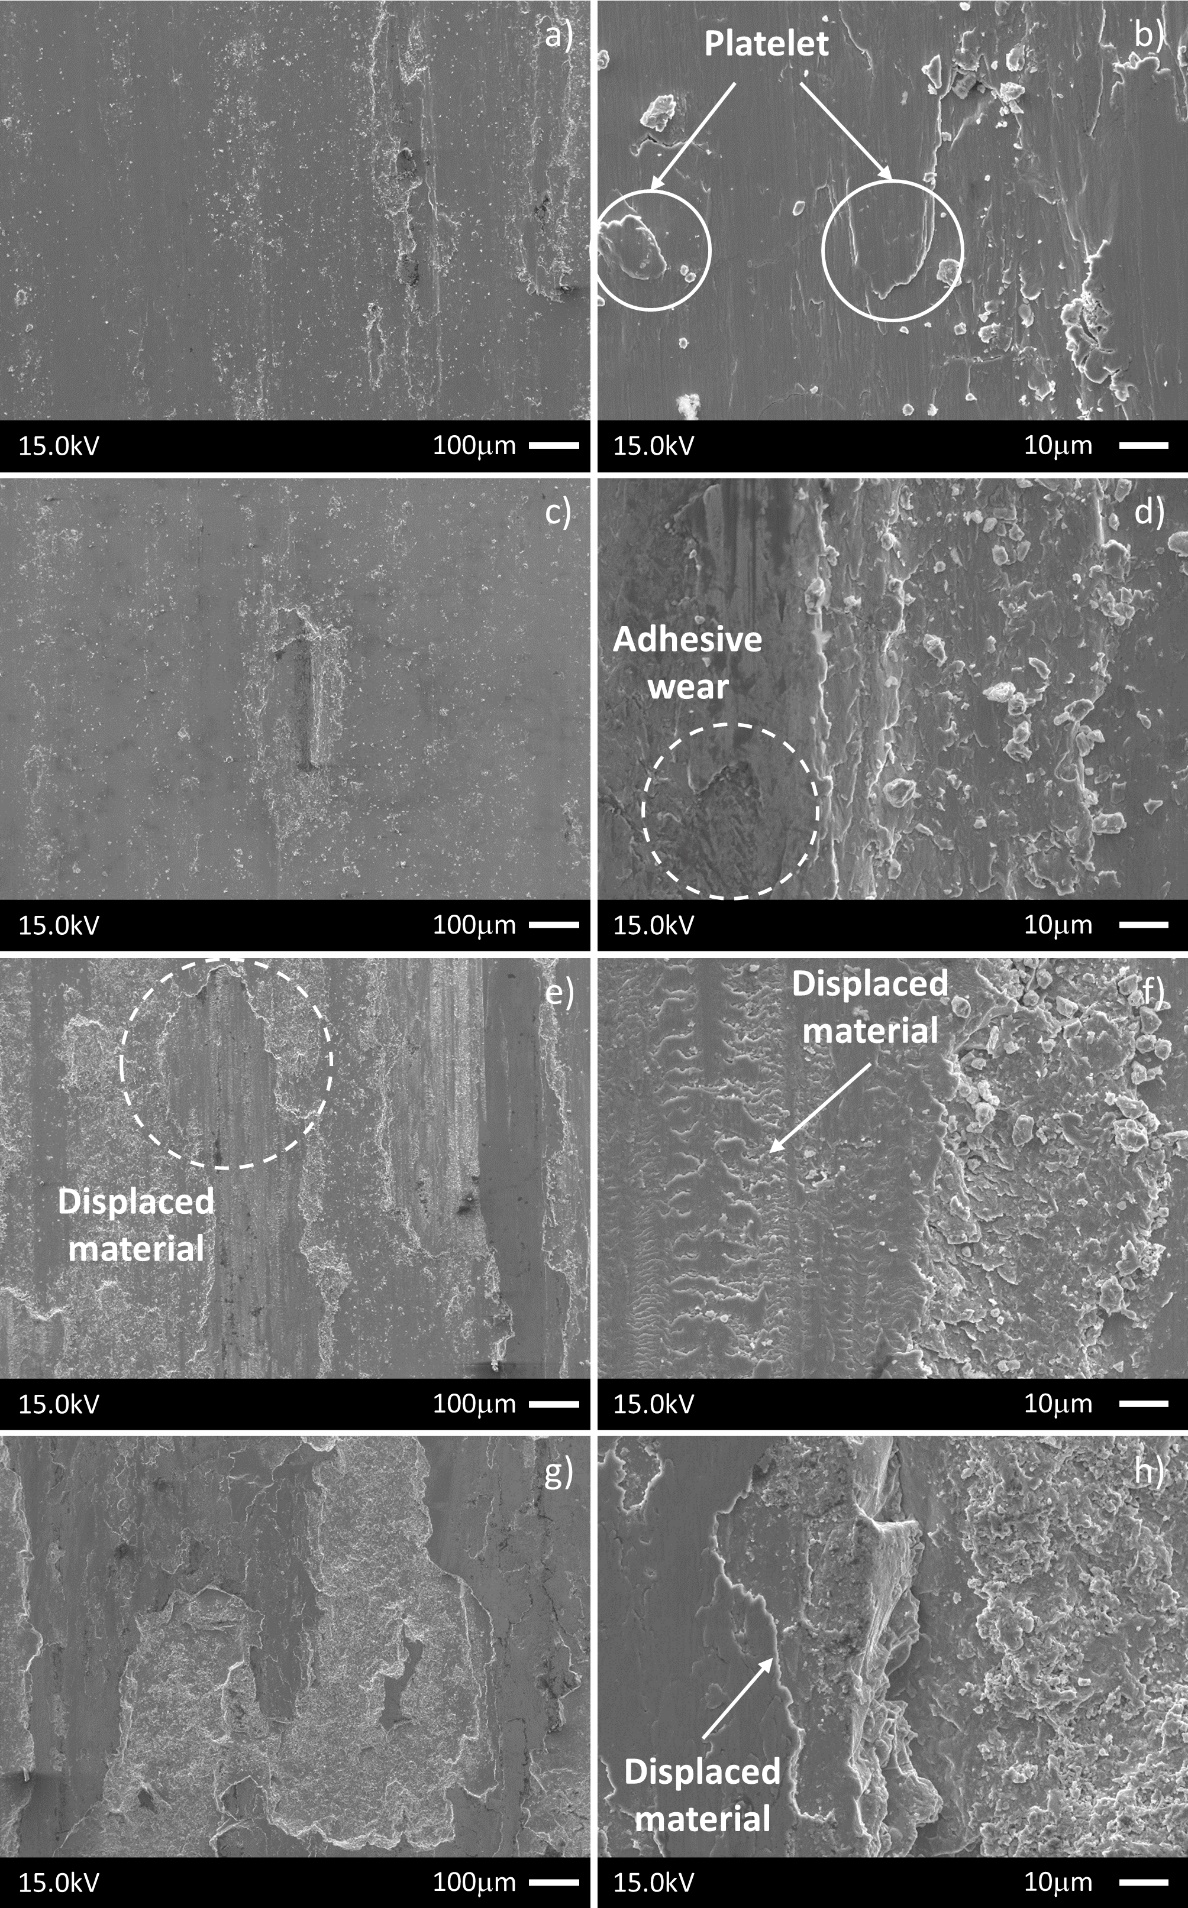 a)
15.0kV 100μm
Platelet
b)
15.0kV 10μm
c)
15.0kV 100μm
d)
Adhesive
wear
15.0kV 10μm
e)
Displaced
material
15.0kV 100μm
Displaced
material
f)
15.0kV 10μm
g)
15.0kV 100μm
h)
Displaced
material
15.0kV 10μm